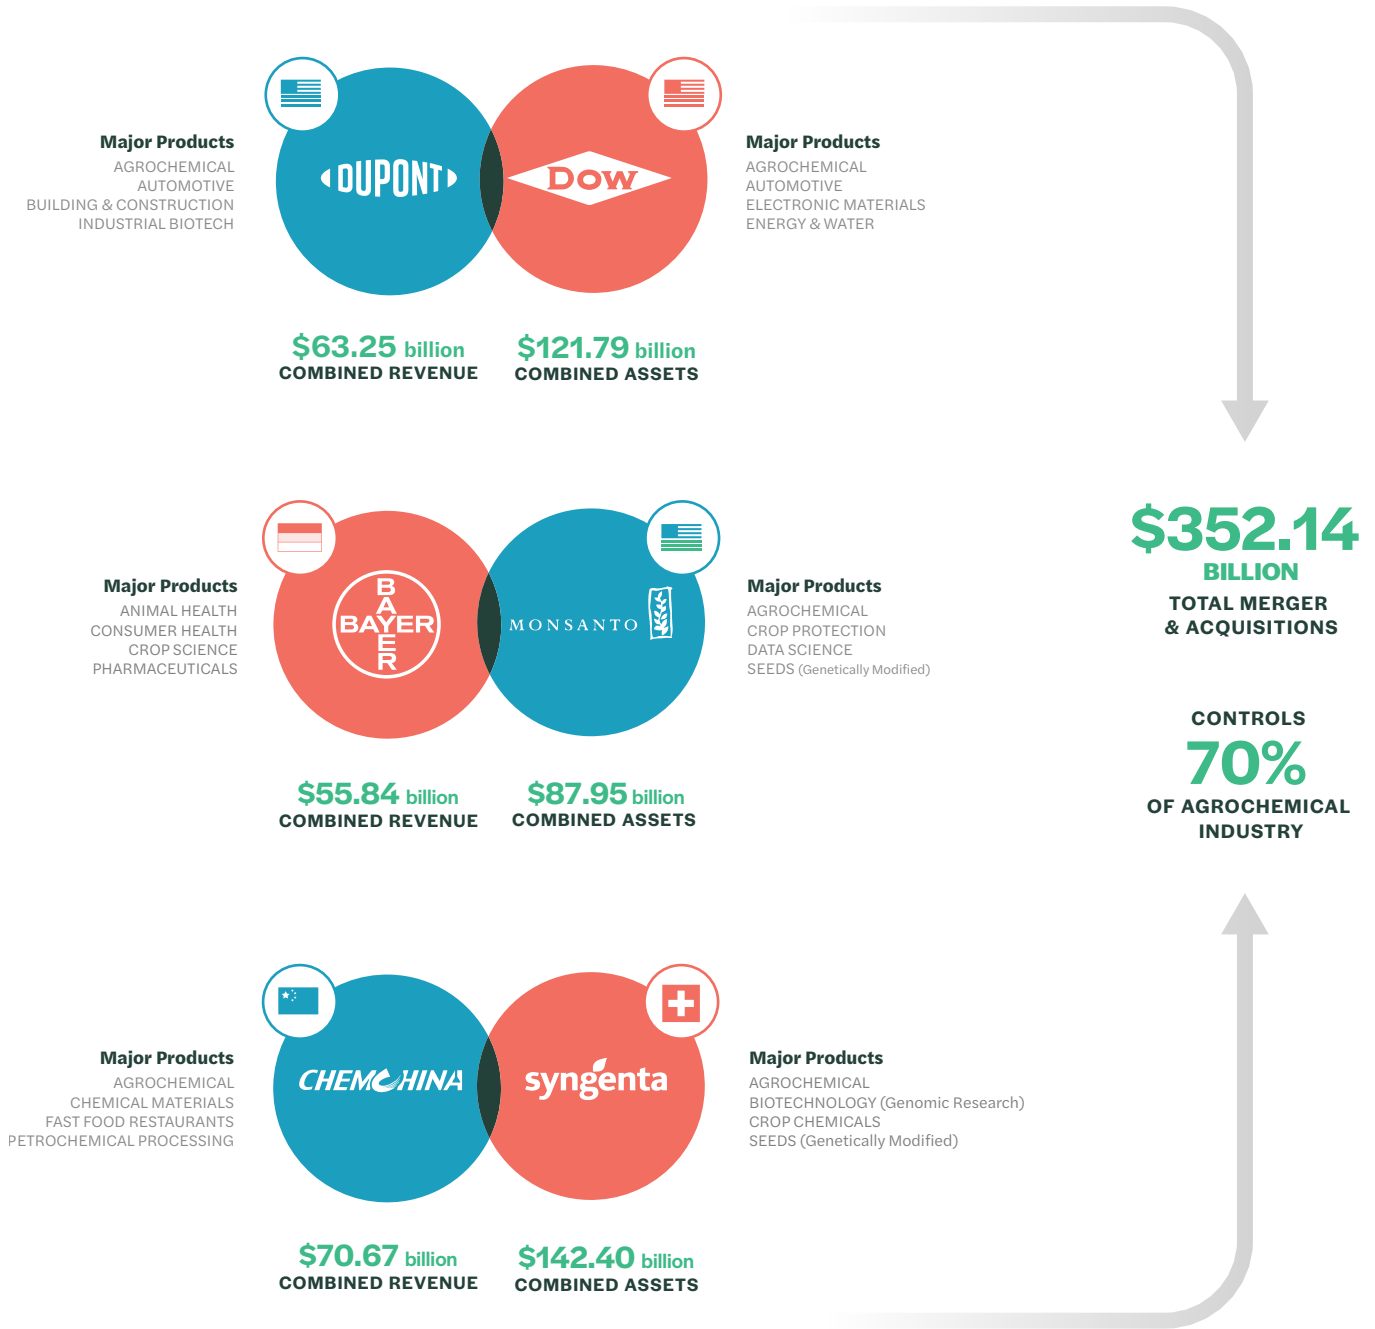 Major Products
AGROCHEMICAL
AUTOMOTIVE
BUILDING & CONSTRUCTION
INDUSTRIAL BIOTECH
DUPONT
DOW
Major Products
AGROCHEMICAL
AUTOMOTIVE
ELECTRONIC MATERIALS
ENERGY & WATER
$63.25 billion
COMBINED REVENUE
$121.79 billion
COMBINED ASSETS
Major Products
ANIMAL HEALTH
CONSUMER HEALTH
CROP SCIENCE
PHARMACEUTICALS
BAYER
BAYER
MONSANTO
Major Products
AGROCHEMICAL
CROP PROTECTION
DATA SCIENCE
SEEDS (Genetically Modified)
$55.84 billion
COMBINED REVENUE
$87.95 billion
COMBINED ASSETS
Major Products
AGROCHEMICAL
CHEMICAL MATERIALS
FAST FOOD RESTAURANTS
PETROCHEMICAL PROCESSING
CHEMCHINA
syngenta
Major Products
AGROCHEMICAL
BIOTECHNOLOGY (Genomic Research)
CROP CHEMICALS
SEEDS (Genetically Modified)
$70.67 billion
COMBINED REVENUE
$142.40 billion
COMBINED ASSETS
$352.14
BILLION
TOTAL MERGER
& ACQUISITIONS
CONTROLS
70%
OF AGROCHEMICAL
INDUSTRY